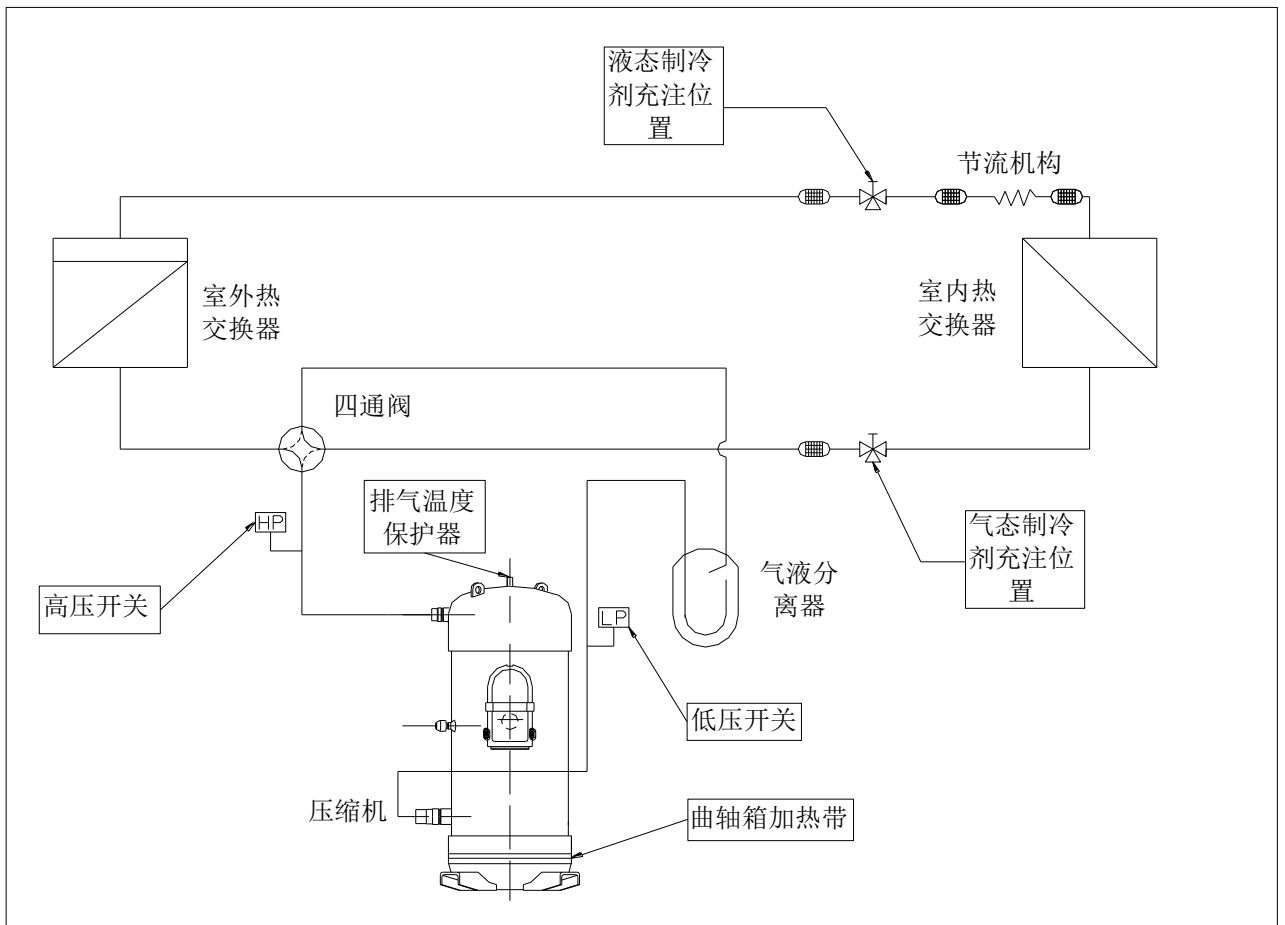 液态制冷
剂充注位
置
节流机构
室外热
交换器
室内热
交换器
四通阀
排气温度
保护器
HP
高压开关
气液分
离器
气态制冷
剂充注位
置
LP
低压开关
压缩机
曲轴箱加热带